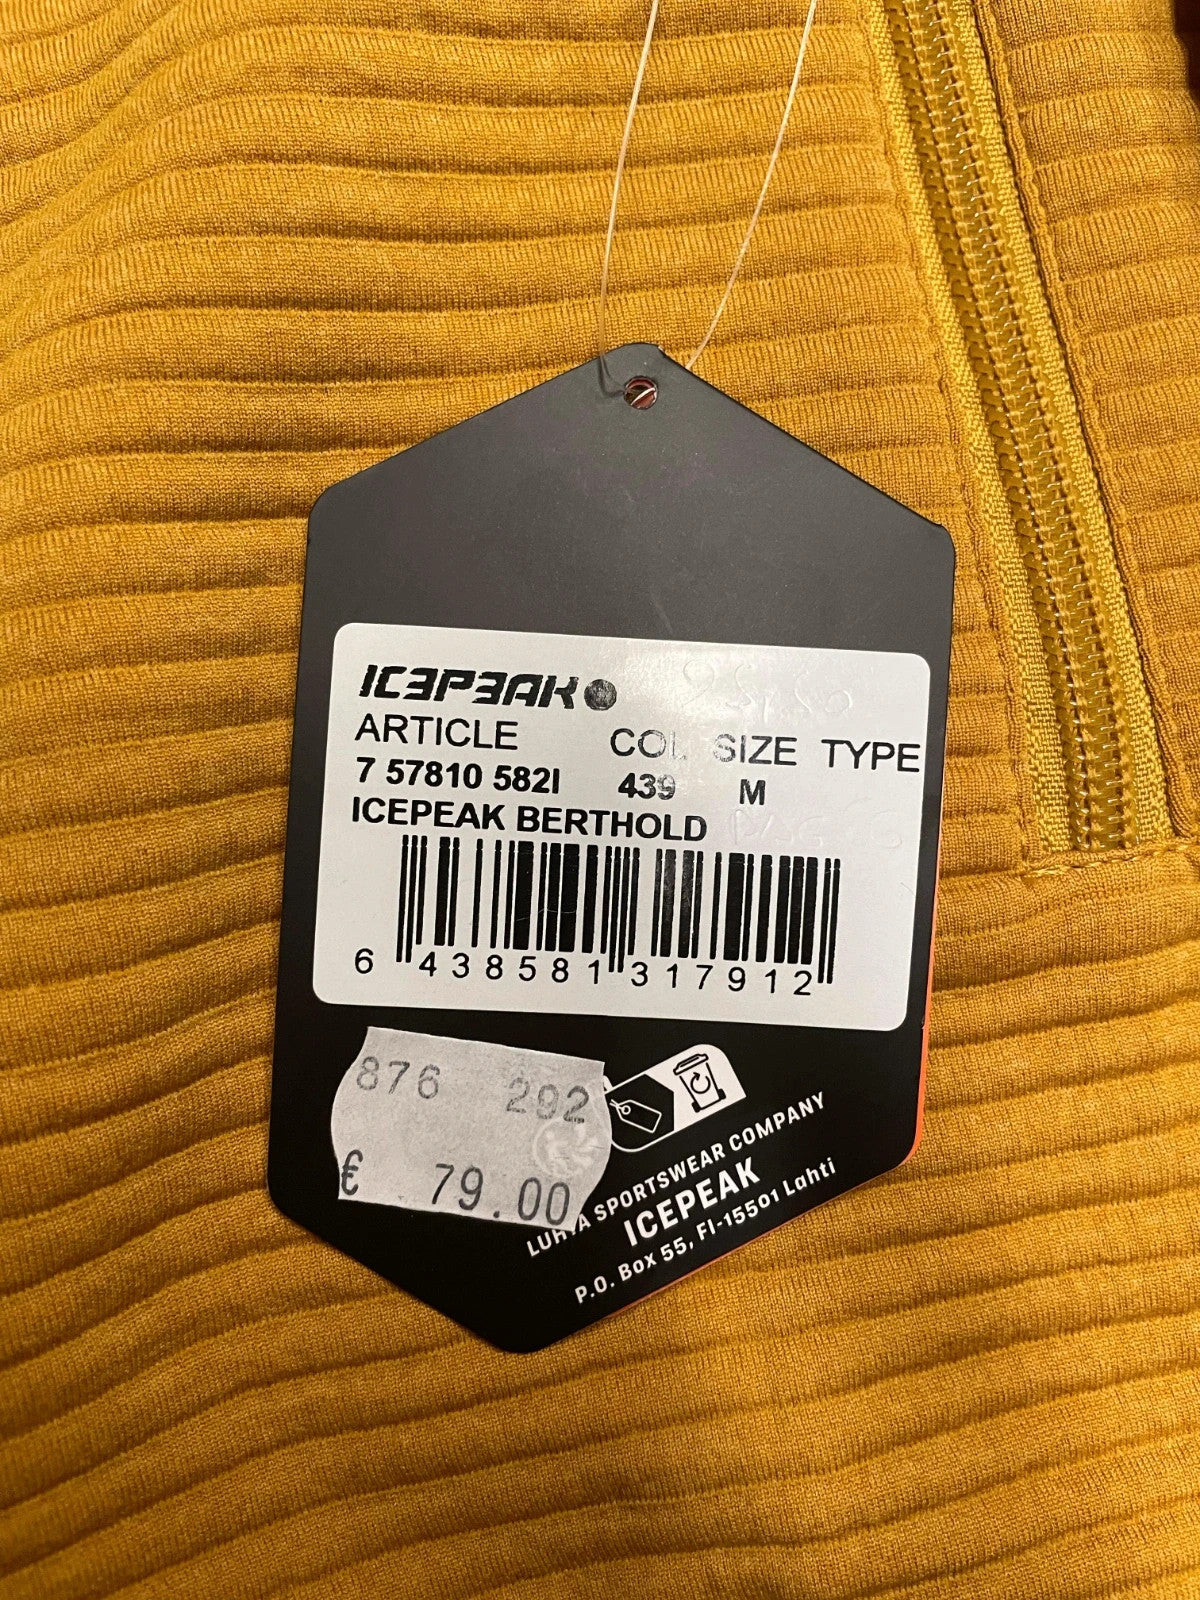 ICEPEAK
ARTICLE COL SIZE TYPE
7 57810 582I 439 M
ICEPEAK BERTHOLD
6 438581 317912
876 292
€ 79.00
SPORTSWEAR COMPANY
ICEPEAK
P.O. Box 55, FI-15501 Lahti